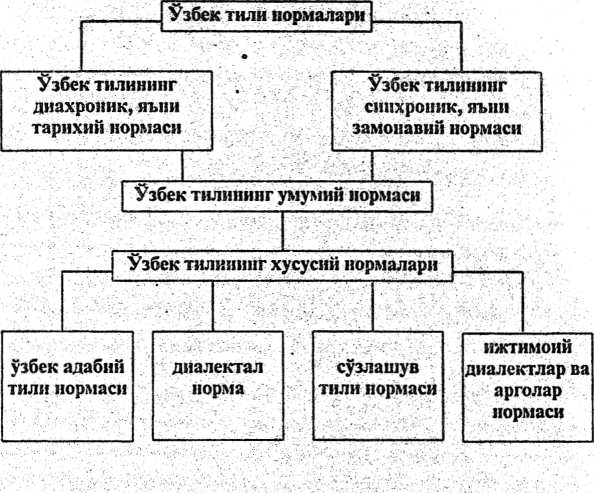 Ўзбек тили нормалари
Ўзбек тилининг
диахроник, яъни
тарихий нормаси
Ўзбек тилининг
синхроник, яъни
замонавий нормаси
Ўзбек тилининг умумий нормаси
Ўзбек тилининг хусусий нормалари
ўзбек адабий
тили нормаси
диалектал
норма
сўзлашув
тили нормаси
ижтимоий
диалектлар ва
арголар
нормаси